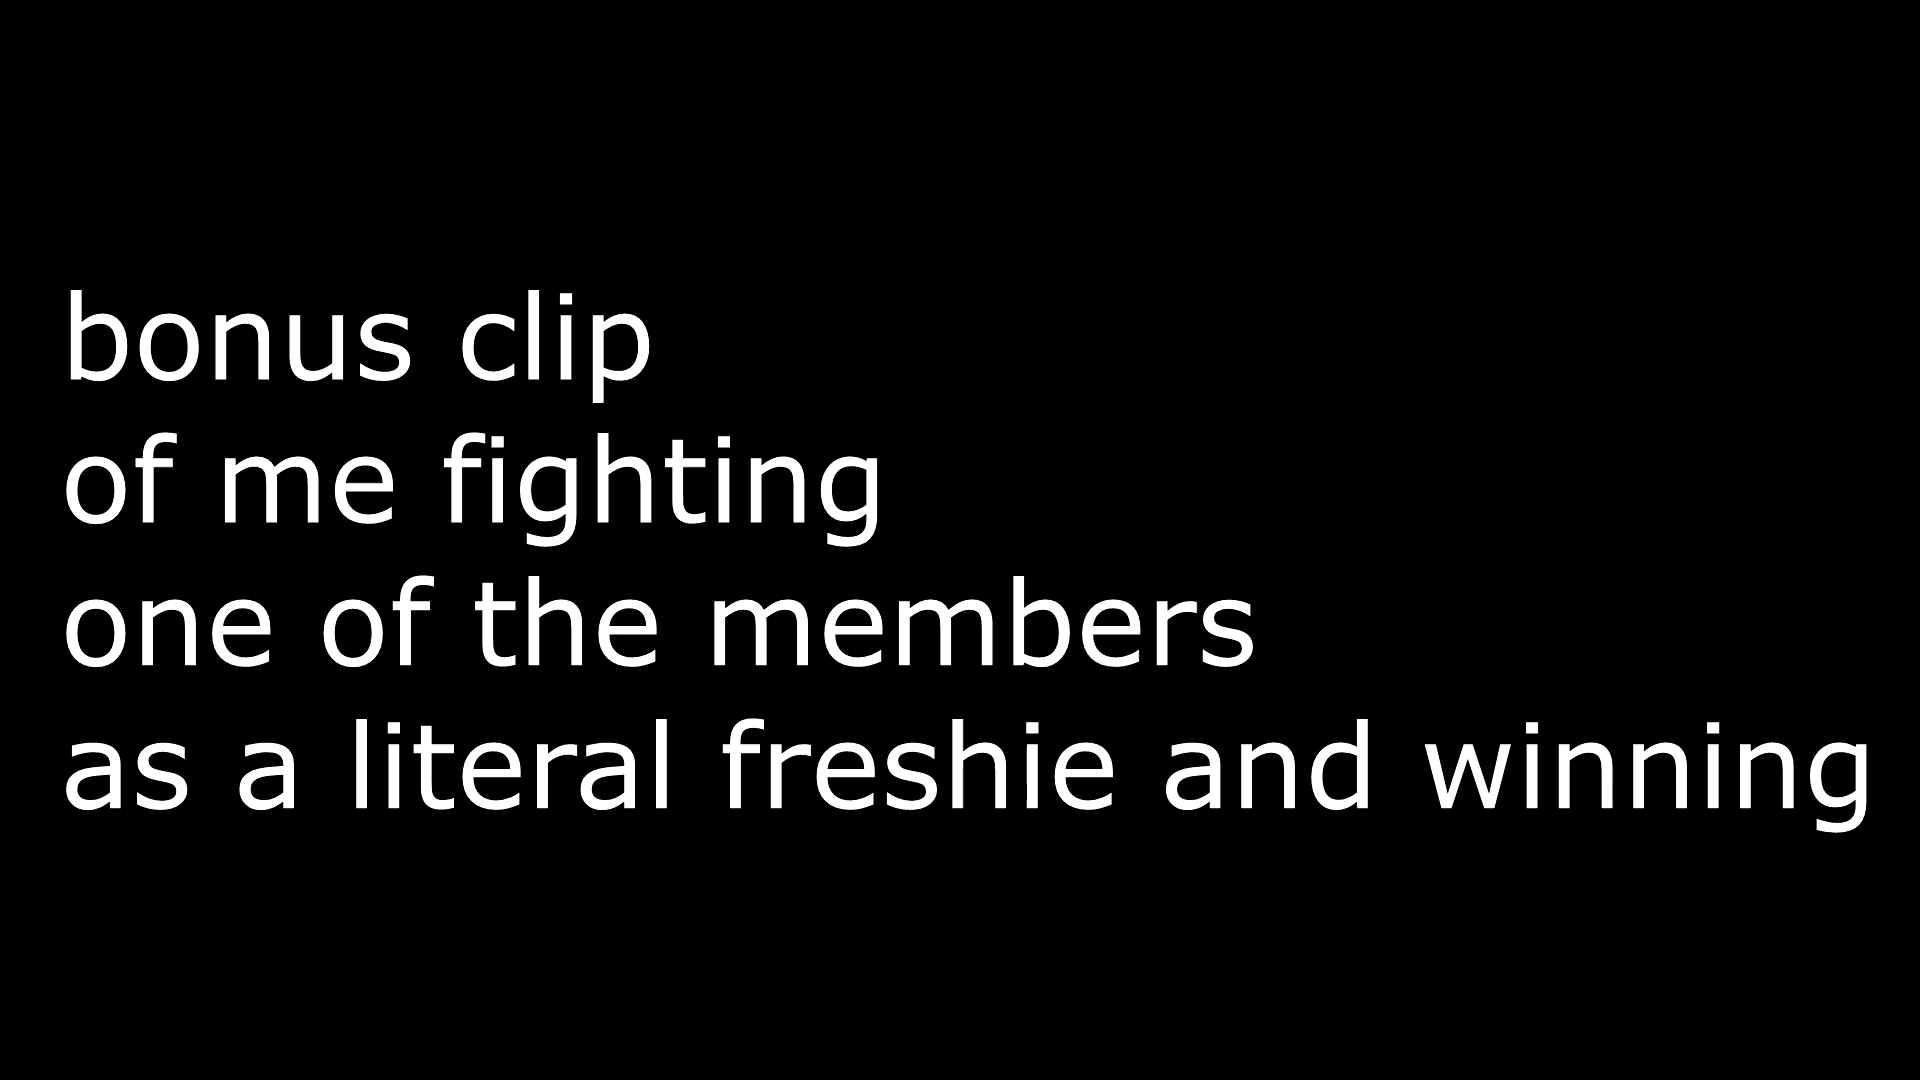 bonus clip
of me fighting
one of the members
as a literal freshie and winning